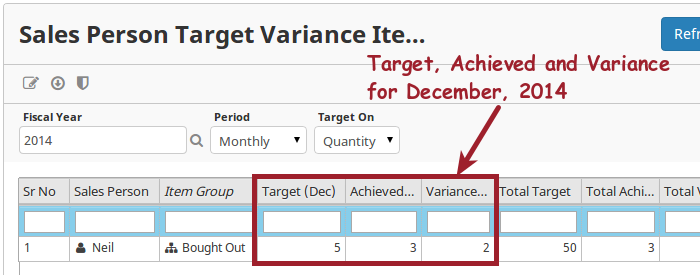 Sales Person Target Variance Ite...
Refr
Target, Achieved and Variance
for December, 2014
Fiscal Year Period Target On
2014 Monthly Quantity
Sr No Sales Person Item Group Target (Dec) Achieved... Variance... Total Target Total Achi... Total V
1 Neil Bought Out 5 3 2 50 3